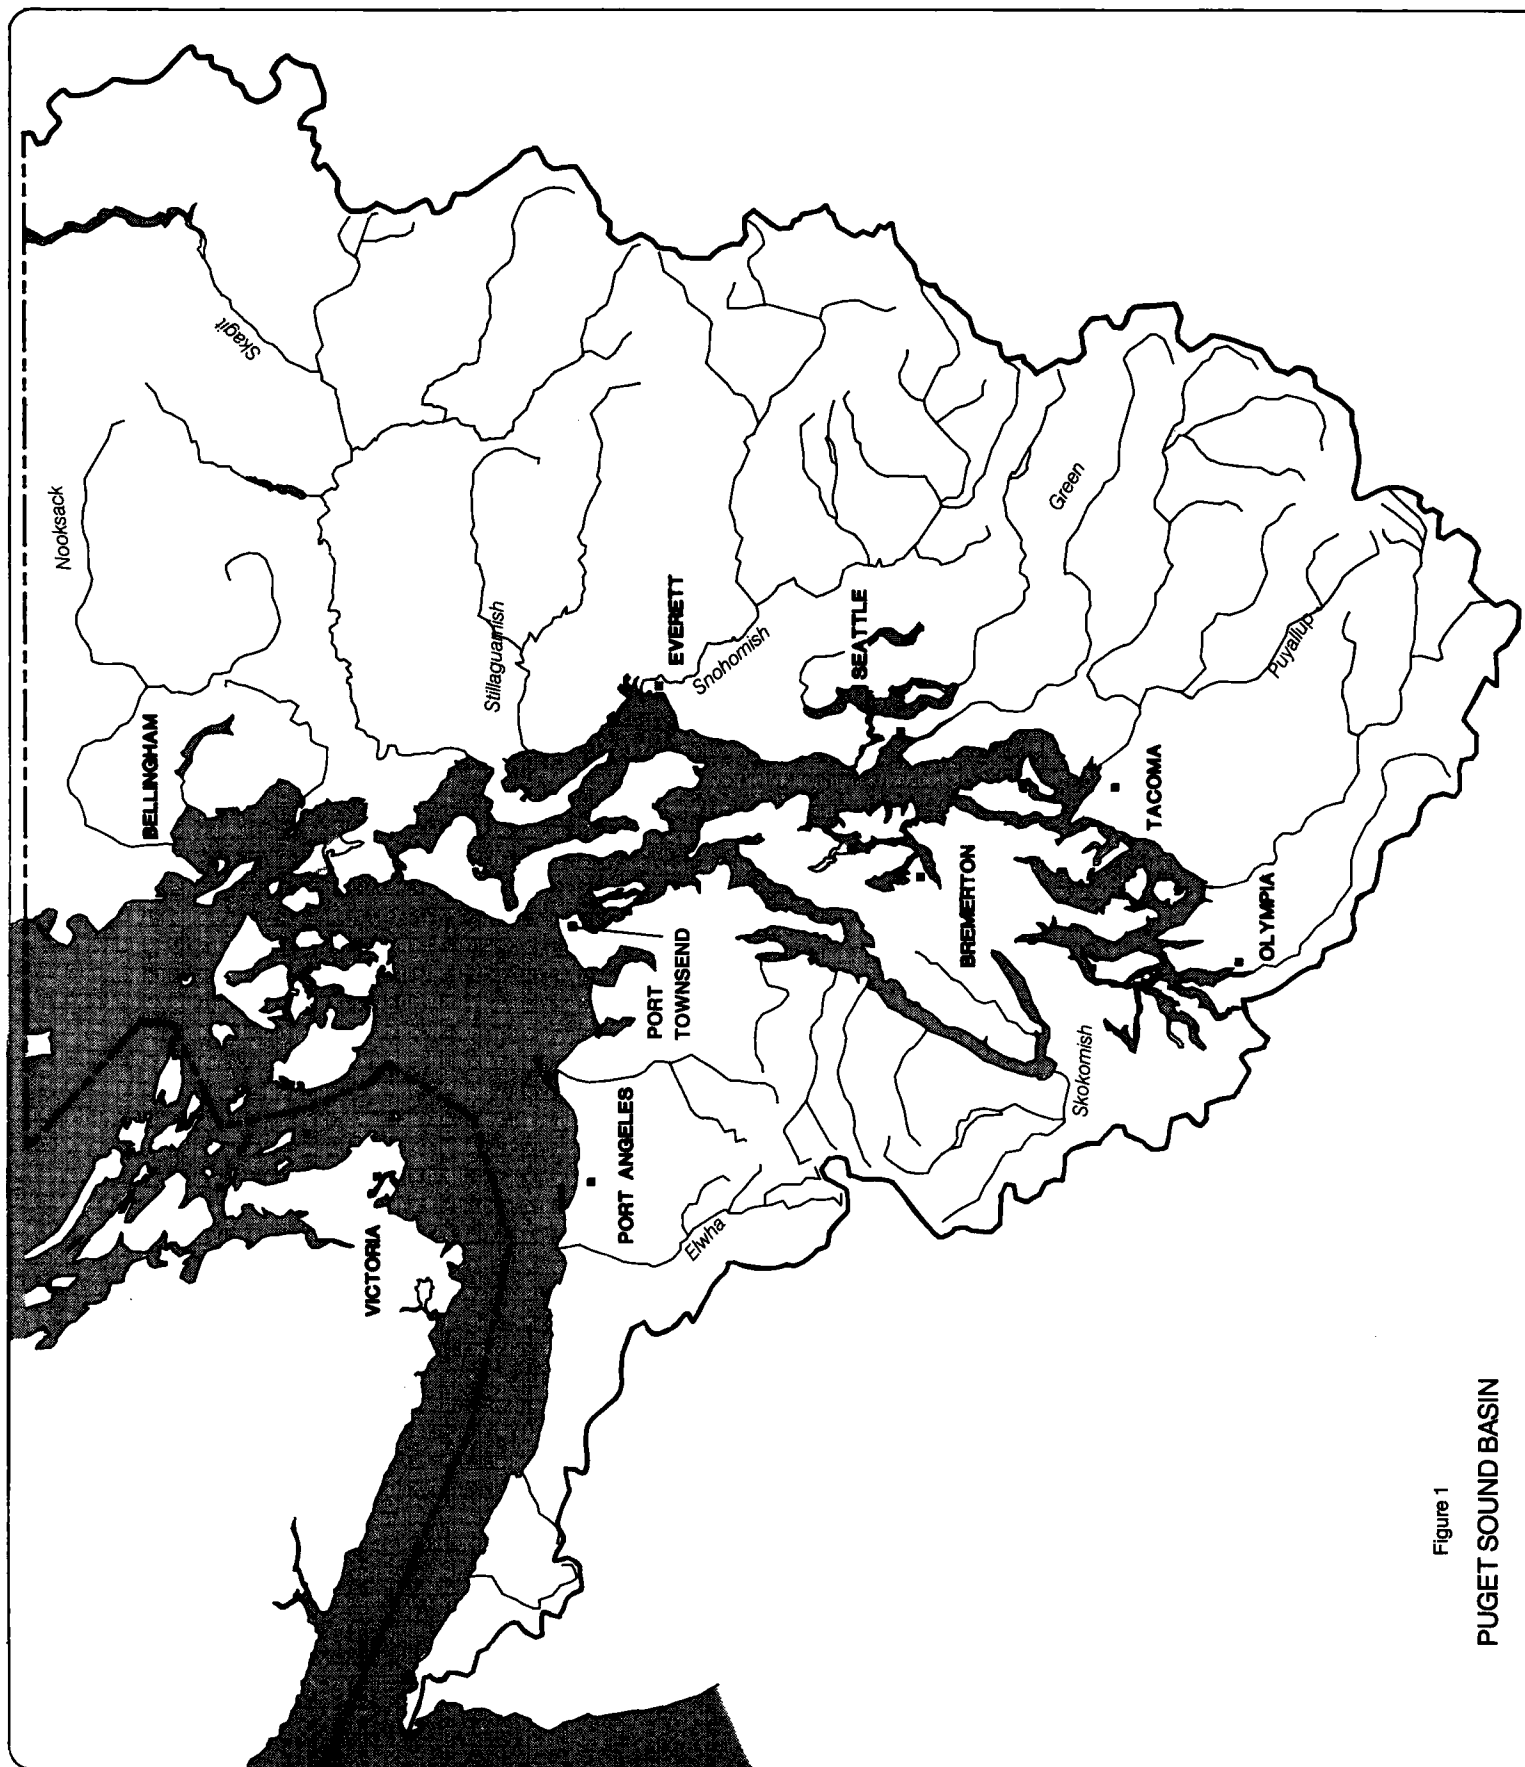 Nooksack
Skagit
BELLINGHAM
Stillaguamish
EVERETT
Snohomish
SEATTLE
Green
Puyallup
TACOMA
OLYMPIA
BREMERTON
Skokomish
PORT
TOWNSEND
PORT ANGELES
Elwha
VICTORIA
Figure 1
PUGET SOUND BASIN